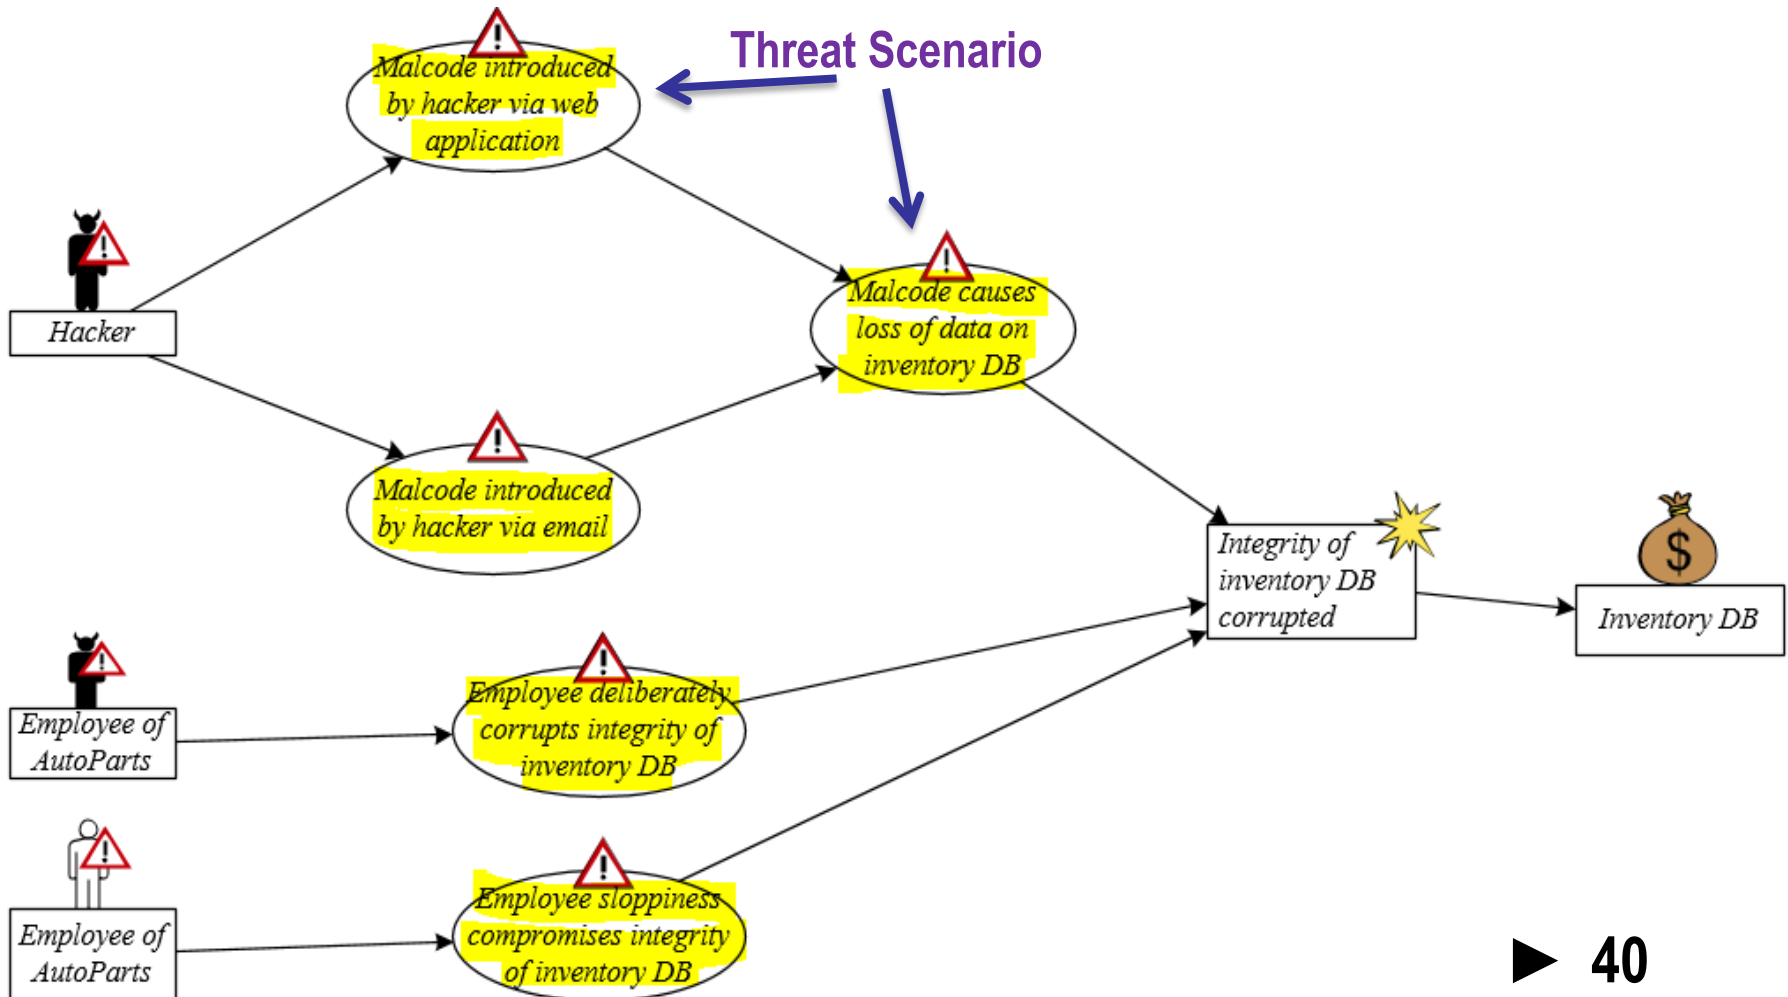 Threat Scenario
Malcode introduced
by hacker via web
application
Hacker
Malcode causes
loss of data on
inventory DB
Malcode introduced
by hacker via email
Integrity of
inventory DB
corrupted
$
Inventory DB
Employee of
AutoParts
Employee deliberately
corrupts integrity of
inventory DB
Employee of
AutoParts
Employee sloppiness
compromises integrity
of inventory DB
► 40